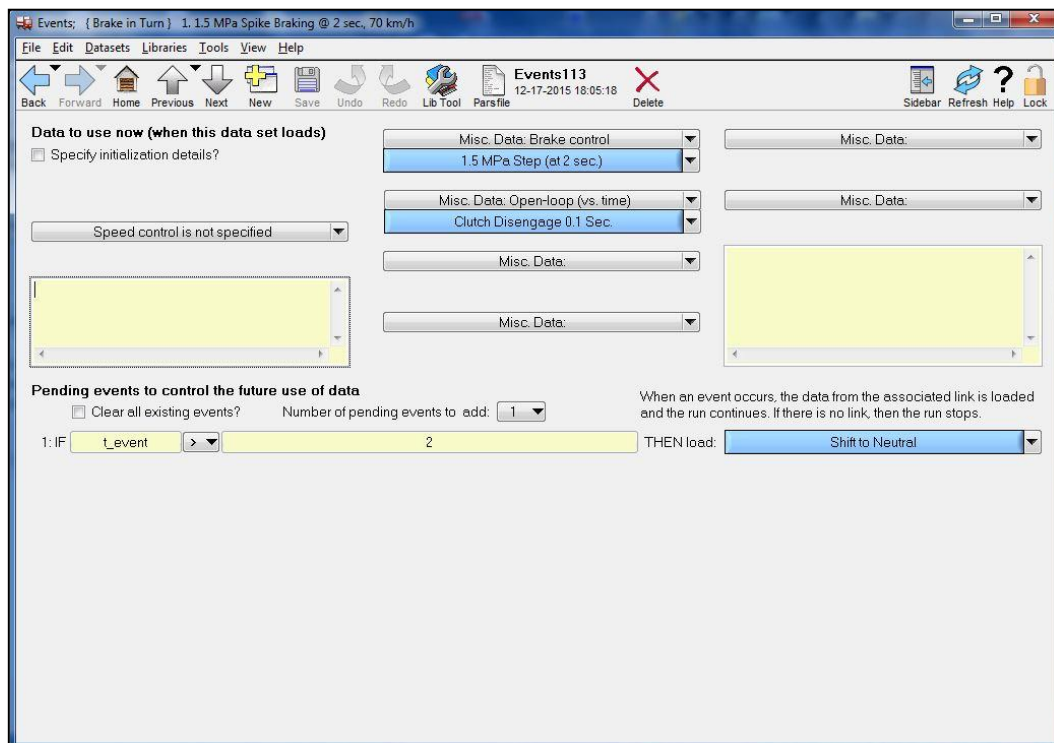 Events; { Brake in Turn } 1. 1.5 MPa Spike Braking @ 2 sec., 70 km/h
File Edit Datasets Libraries Tools View Help
Events113
12-17-2015 18:05:18
Back Forward Home Previous Next New Save Undo Redo Lib Tool Parsfile Delete Sidebar Refresh Help Lock
Data to use now (when this data set loads)
Misc. Data: Brake control
Misc. Data:
Specify initialization details?
1.5 MPa Step (at 2 sec.)
Misc. Data: Open-loop (vs. time)
Misc. Data:
Clutch Disengage 0.1 Sec.
Speed control is not specified
Misc. Data:
Misc. Data:
Pending events to control the future use of data
Clear all existing events? Number of pending events to add: 1
When an event occurs, the data from the associated link is loaded
and the run continues. If there is no link, then the run stops.
1: IF t_event > 2 THEN load: Shift to Neutral